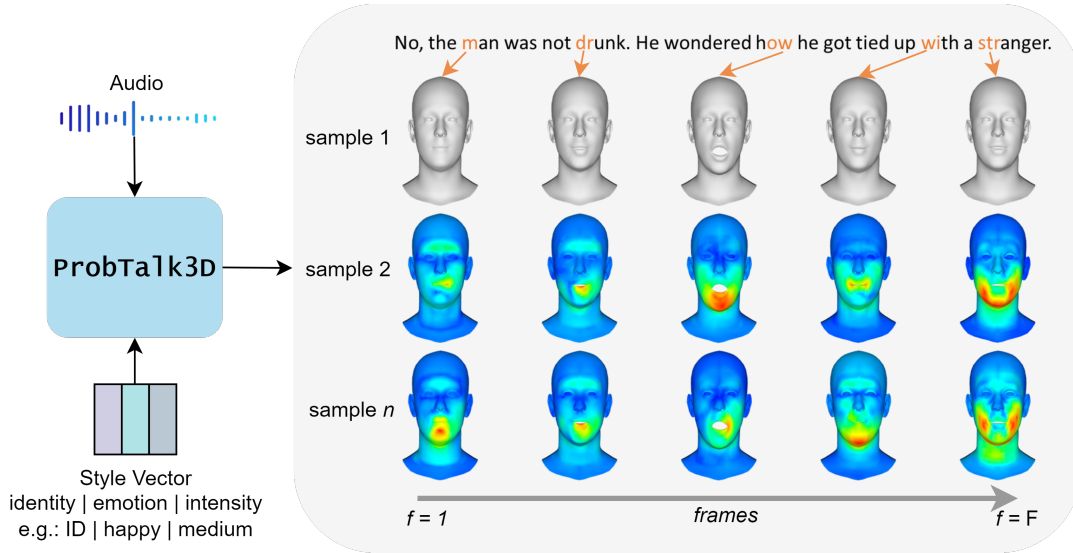 No, the man was not drunk. He wondered how he got tied up with a stranger.
Audio
sample 1
ProbTalk3D
sample 2
sample n
Style Vector
identity | emotion | intensity
e.g.: ID | happy | medium
f = 1
frames
f = F